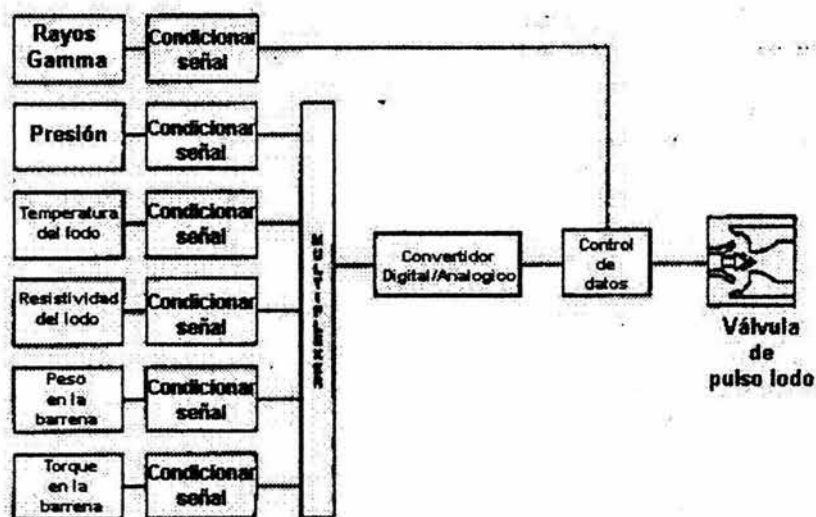 Rayos
Gamma
Condicionar
señal
Presión
Condicionar
señal
Temperatura
del lodo
Condicionar
señal
Resistividad
del lodo
Condicionar
señal
Peso
en la
barrena
Condicionar
señal
Torque
en la
barrena
Condicionar
señal
MULTIPLEXER
Convertidor
Digital/Analogico
Control
de
datos
Válvula
de
pulso lodo